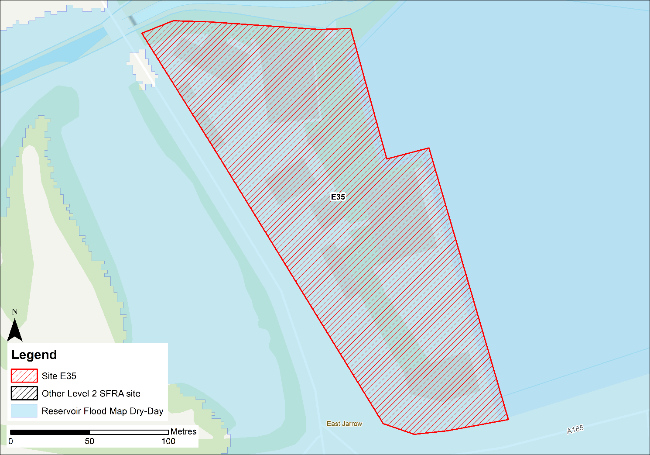 E35
N
Legend
Site E35
Other Level 2 SFRA site
Reservoir Flood Map Dry-Day
Metres
0 50 100
East Jarrow
A185